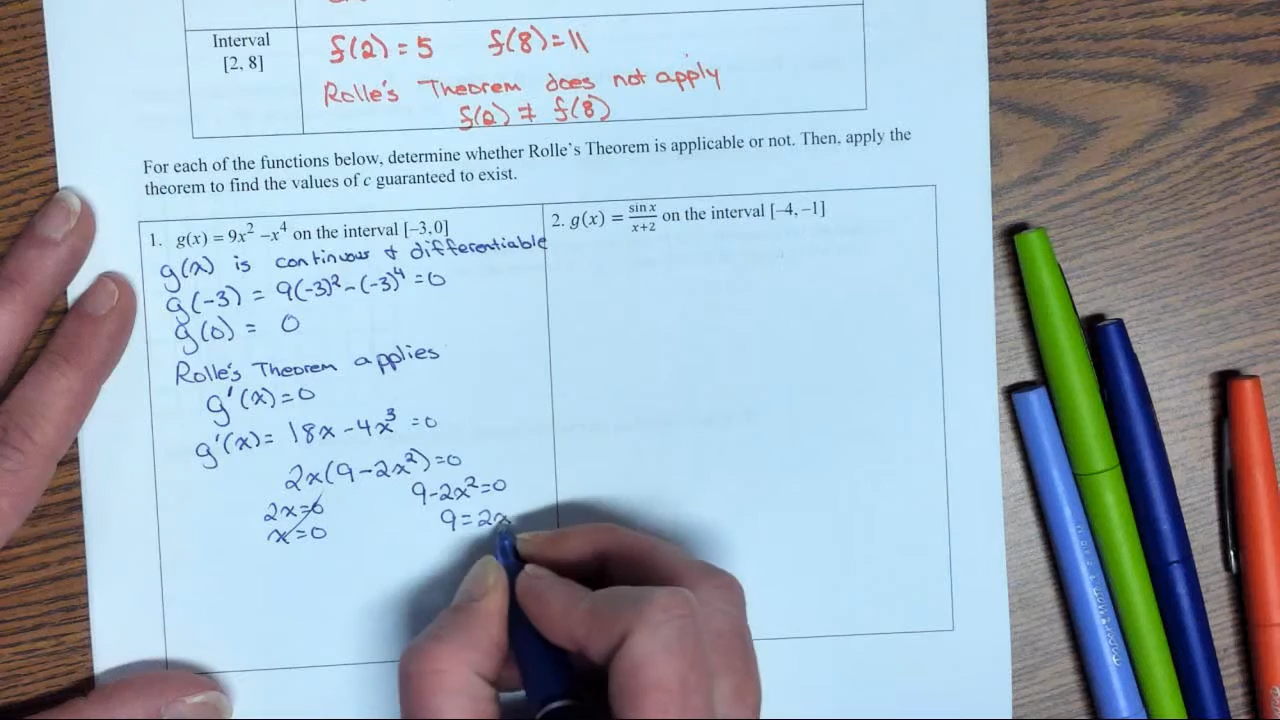 Interval
[2, 8]
f(2) = 5 f(8) = 11
Rolle's Theorem does not apply
f(2) ≠ f(8)
For each of the functions below, determine whether Rolle's Theorem is applicable or not. Then, apply the
theorem to find the values of c guaranteed to exist.
1. g(x) = 9x² −x⁴ on the interval [−3,0]
g(x) is continuous & differentiable
g(-3) = 9(-3)² - (-3)⁴ = 0
g(0) = 0
Rolle's Theorem applies
g'(x) = 0
g'(x) = 18x - 4x³ = 0
2x(9 - 2x²) = 0
2x = 0
x = 0
9 - 2x² = 0
9 = 2x
2. g(x) = sin x / x+2 on the interval [−4, −1]